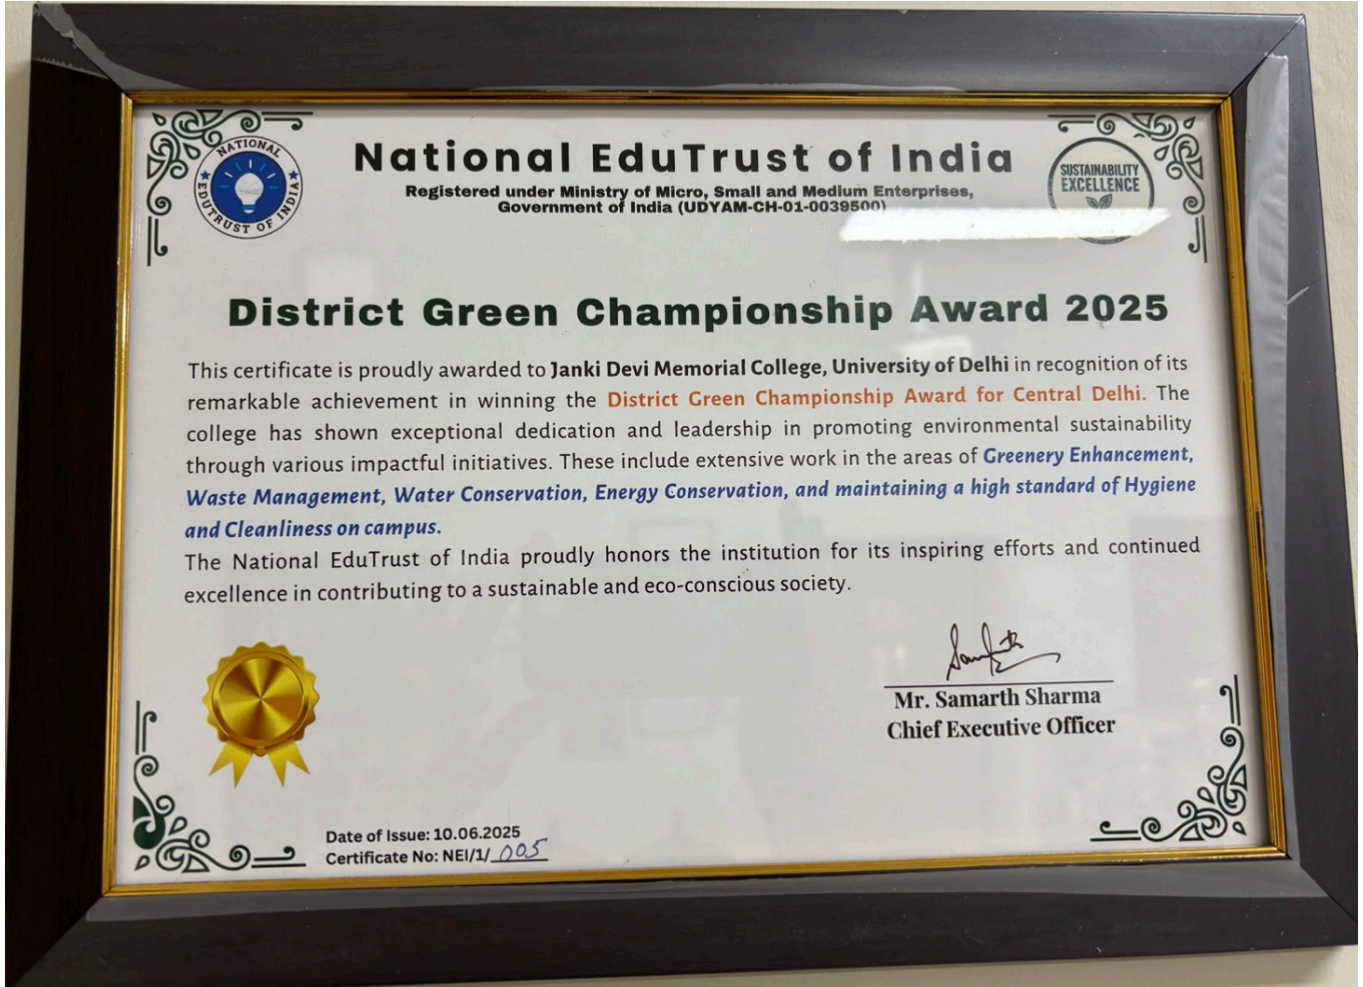 NATIONAL
EDUTRUST OF INDIA
National EduTrust of India
Registered under Ministry of Micro, Small and Medium Enterprises,
Government of India (UDYAM-CH-01-0039500)
SUSTAINABILITY
EXCELLENCE
District Green Championship Award 2025
This certificate is proudly awarded to Janki Devi Memorial College, University of Delhi in recognition of its
remarkable achievement in winning the District Green Championship Award for Central Delhi. The
college has shown exceptional dedication and leadership in promoting environmental sustainability
through various impactful initiatives. These include extensive work in the areas of Greenery Enhancement,
Waste Management, Water Conservation, Energy Conservation, and maintaining a high standard of Hygiene
and Cleanliness on campus.
The National EduTrust of India proudly honors the institution for its inspiring efforts and continued
excellence in contributing to a sustainable and eco-conscious society.
Mr. Samarth Sharma
Chief Executive Officer
Date of Issue: 10.06.2025
Certificate No: NEI/1/ 005